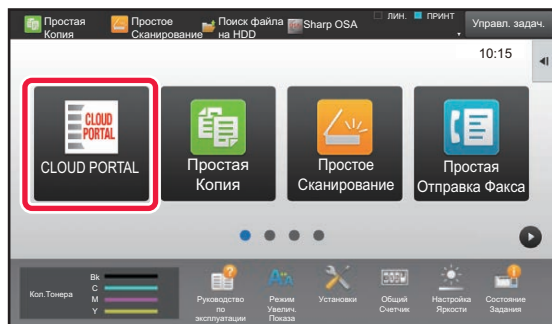 Простая
Копия
Простое
Сканирование
Поиск файла
на HDD
Sharp OSA
ЛИН.
ПРИНТ
Управл. задач.
10:15
CLOUD
PORTAL
CLOUD PORTAL
Простая
Копия
Простое
Сканирование
Простая
Отправка Факса
Кол.Тонера
Bk
C
M
Y
Руководство
по
эксплуатации
Режим
Увелич.
Показа
Установки
Общий
Счетчик
Настройка
Яркости
Состояние
Задания